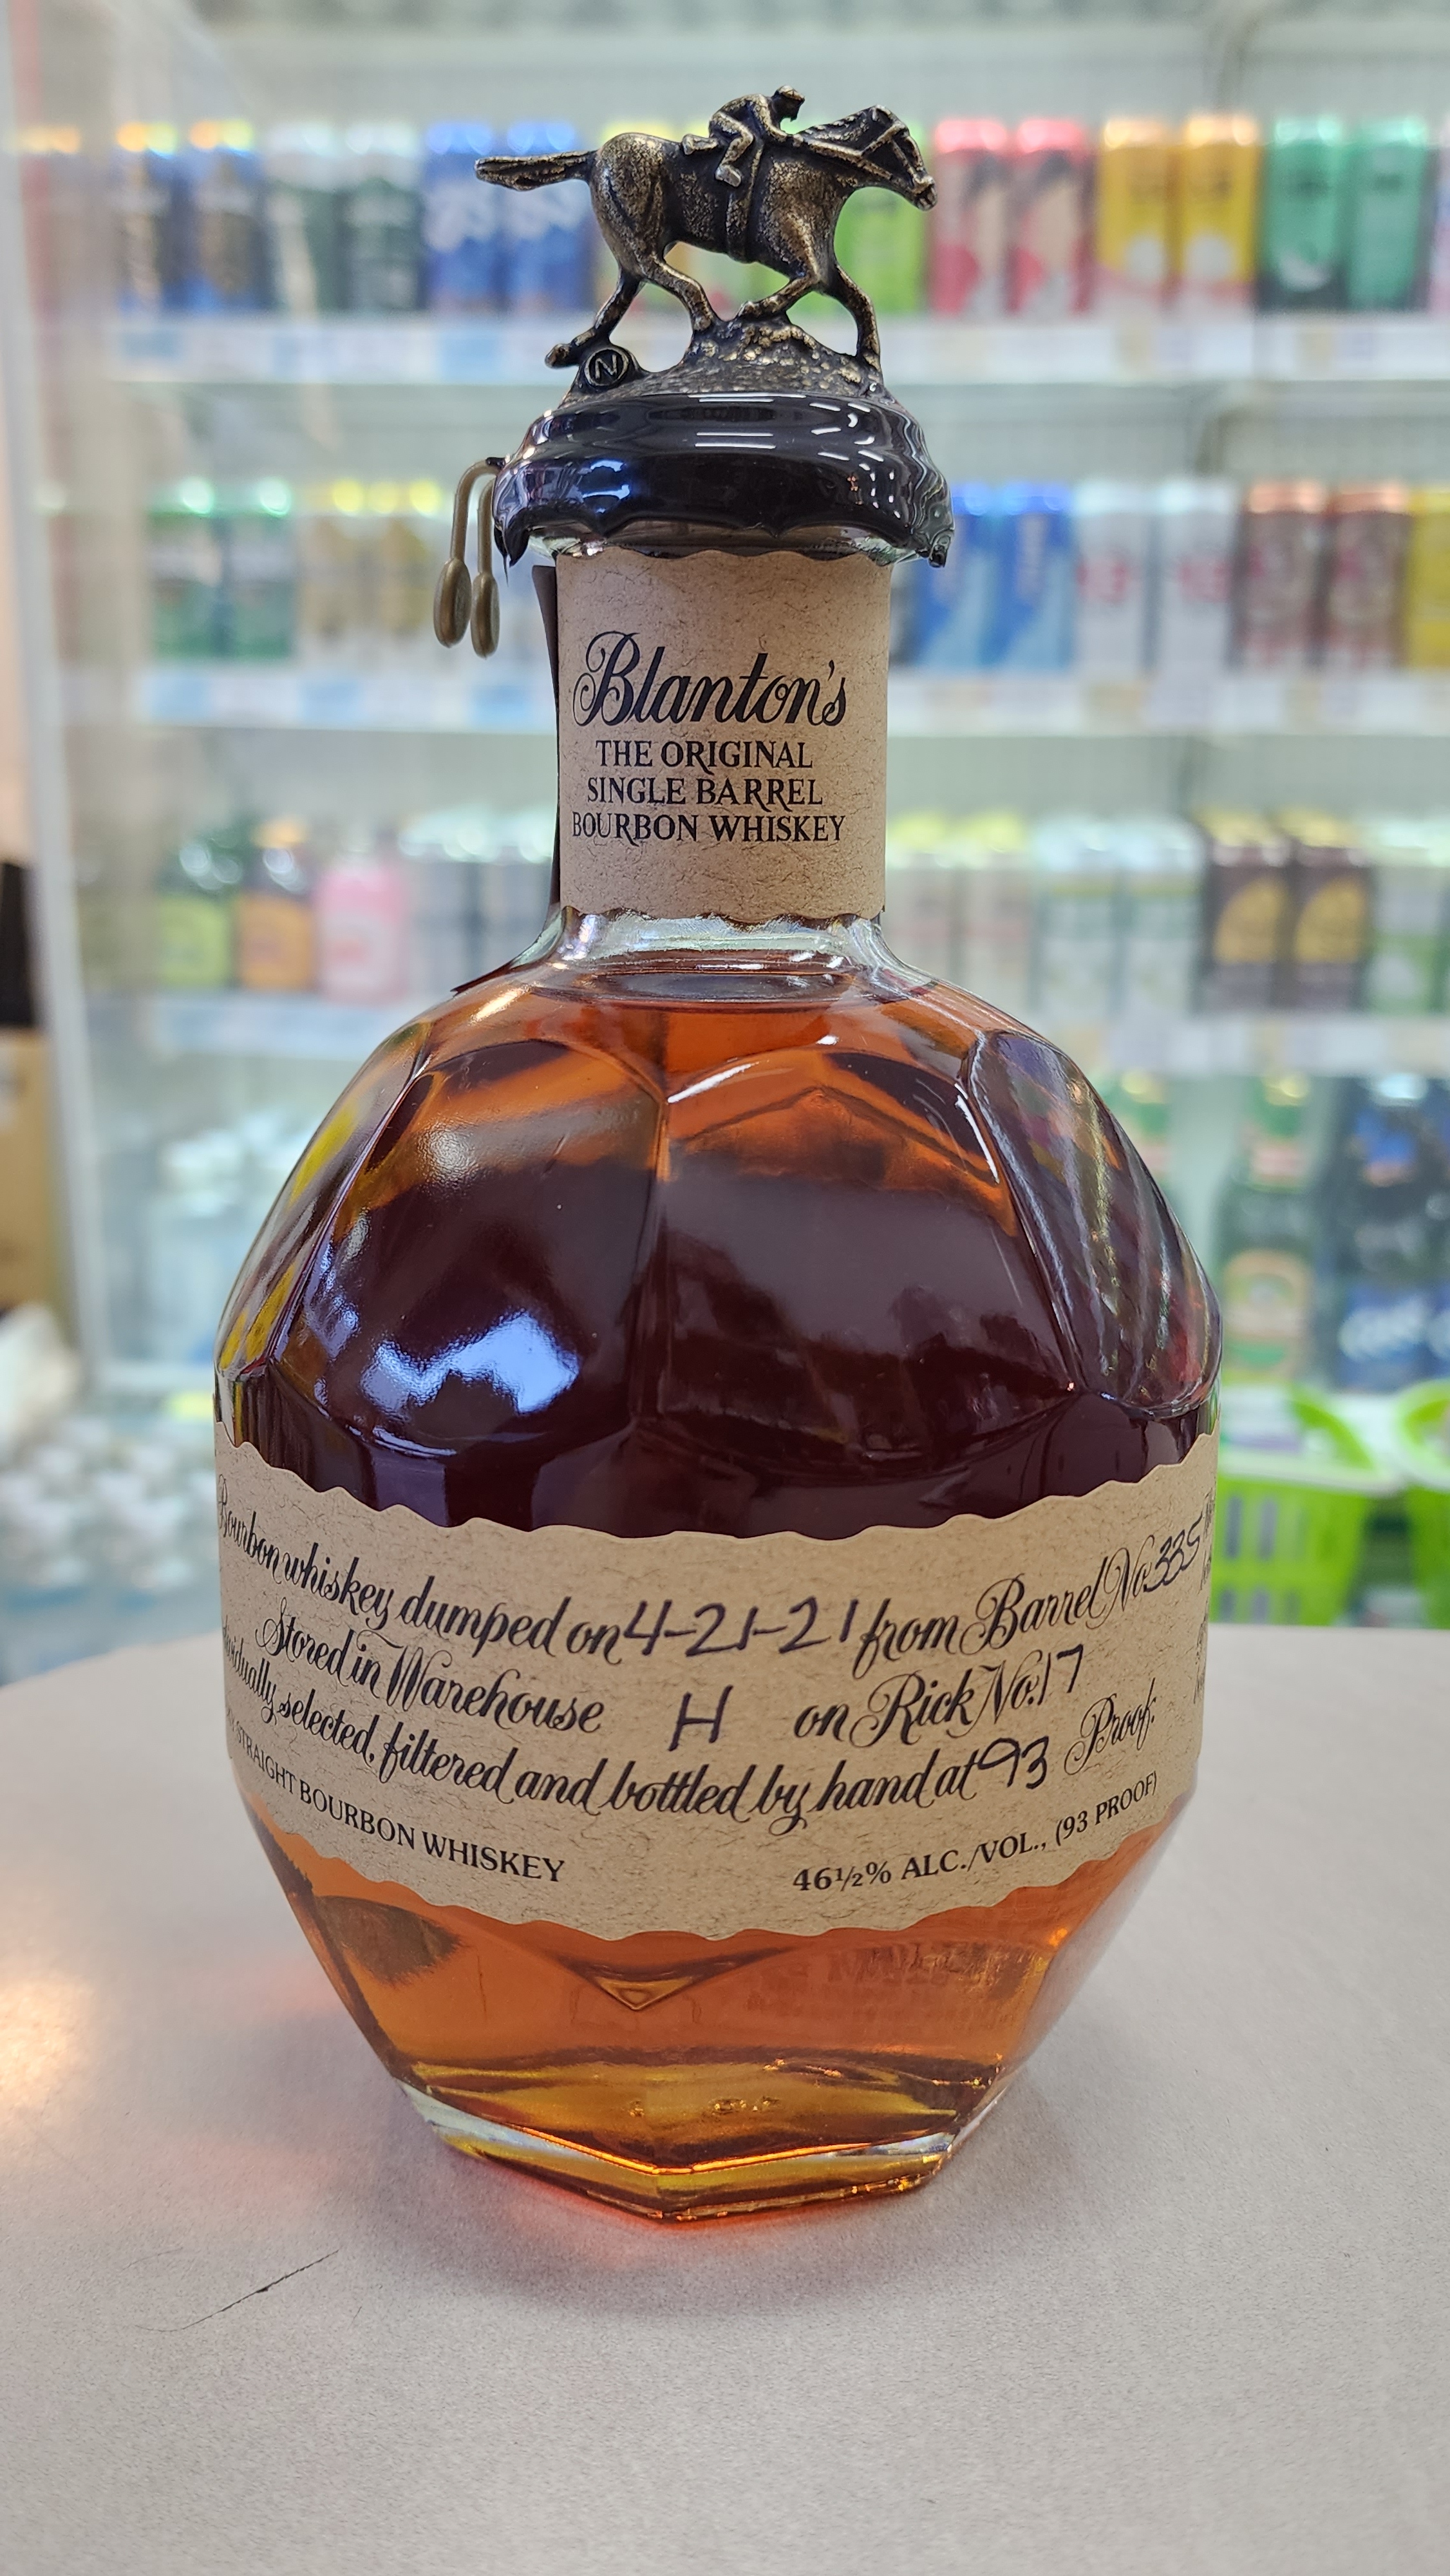 N
Blanton's
THE ORIGINAL
SINGLE BARREL
BOURBON WHISKEY
Bourbon whiskey dumped on 4-21-21 from Barrel No. 335
Stored in Warehouse H on Rick No. 17
selected, filtered and bottled by hand at 93 Proof.
STRAIGHT BOURBON WHISKEY 46½% ALC./VOL., (93 PROOF)